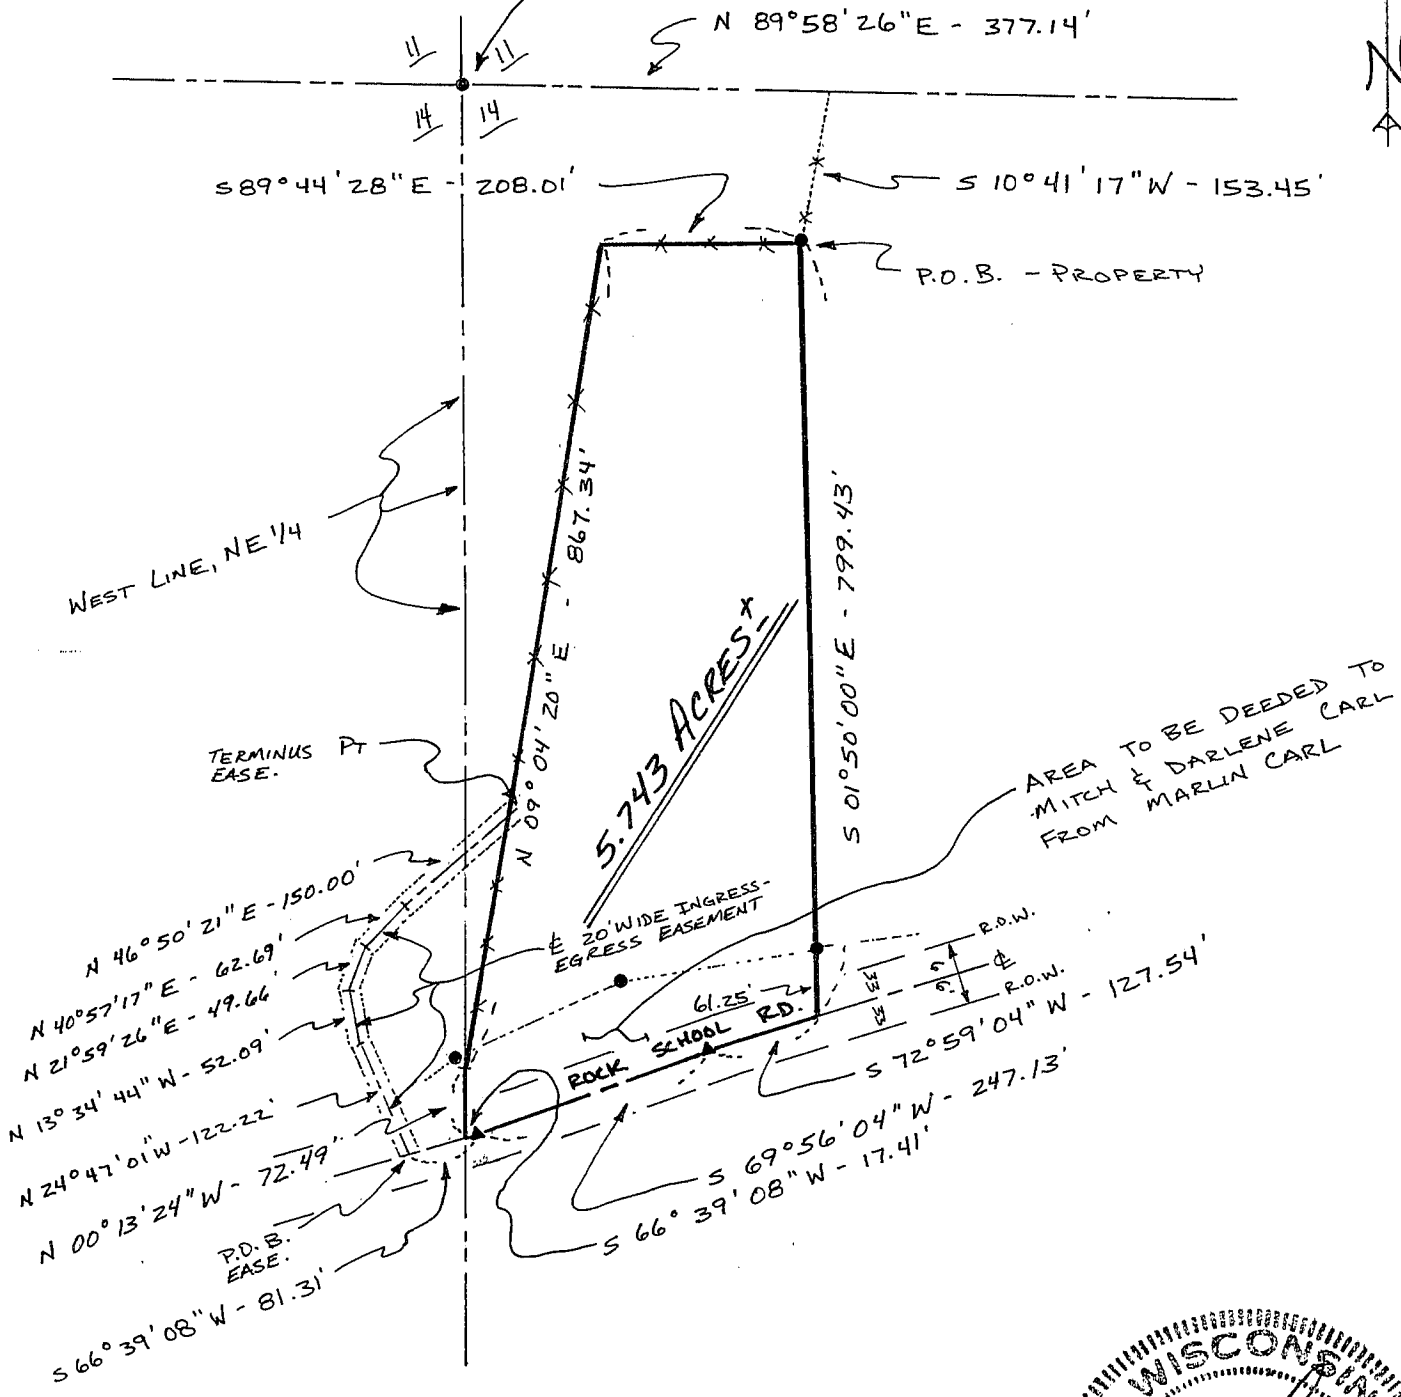 N 89°58'26"E - 377.14'
N
11 11
14 14
S 89°44'28"E - 208.01'
S 10°41'17"W - 153.45'
P.O.B. - PROPERTY
WEST LINE, NE 1/4
N 09°04'20"E - 867.34'
S 01°50'00"E - 799.43'
5.743 ACRES±
TERMINUS PT
EASE.
AREA TO BE DEEDED TO
MITCH & DARLENE CARL
FROM MARLIN CARL
N 46°50'21"E - 150.00'
N 40°57'17"E - 62.69'
N 21°59'26"E - 49.66'
N 13°34'44"W - 52.09'
N 24°47'01"W - 122.22'
N 00°13'24"W - 72.49'
P.O.B.
EASE.
S 66°39'08"W - 81.31'
℄ 20' WIDE INGRESS-
EGRESS EASEMENT
61.25'
ROCK SCHOOL RD.
33
33
66'
R.O.W.
℄
R.O.W.
S 72°59'04"W - 127.54'
S 69°56'04"W - 247.13'
S 66°39'08"W - 17.41'
WISCONSIN